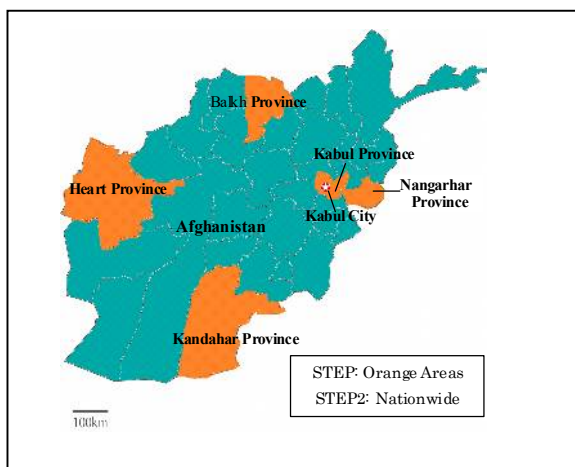 Balkh Province
Kabul Province
Heart Province
Nangarhar
Province
Kabul City
Afghanistan
Kandahar Province
STEP: Orange Areas
STEP2: Nationwide
100km